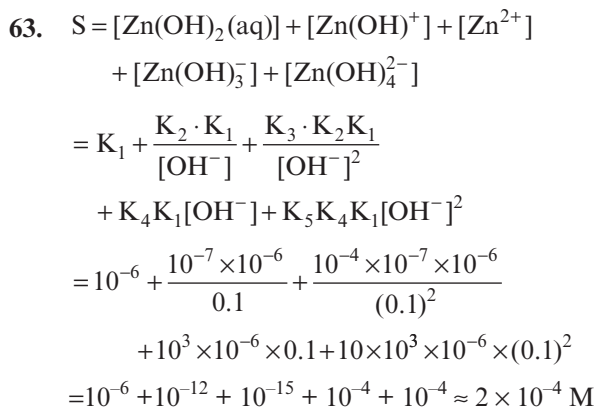 63. S = [Zn(OH)₂(aq)] + [Zn(OH)⁺] + [Zn²⁺]
+ [Zn(OH)₃⁻] + [Zn(OH)₄²⁻]
= K₁ + (K₂ · K₁)/[OH⁻] + (K₃ · K₂K₁)/[OH⁻]²
+ K₄K₁[OH⁻] + K₅K₄K₁[OH⁻]²
= 10⁻⁶ + (10⁻⁷ × 10⁻⁶)/0.1 + (10⁻⁴ × 10⁻⁷ × 10⁻⁶)/(0.1)²
+10³ × 10⁻⁶ × 0.1 + 10 × 10³ × 10⁻⁶ × (0.1)²
=10⁻⁶ + 10⁻¹² + 10⁻¹⁵ + 10⁻⁴ + 10⁻⁴ ≈ 2 × 10⁻⁴ M